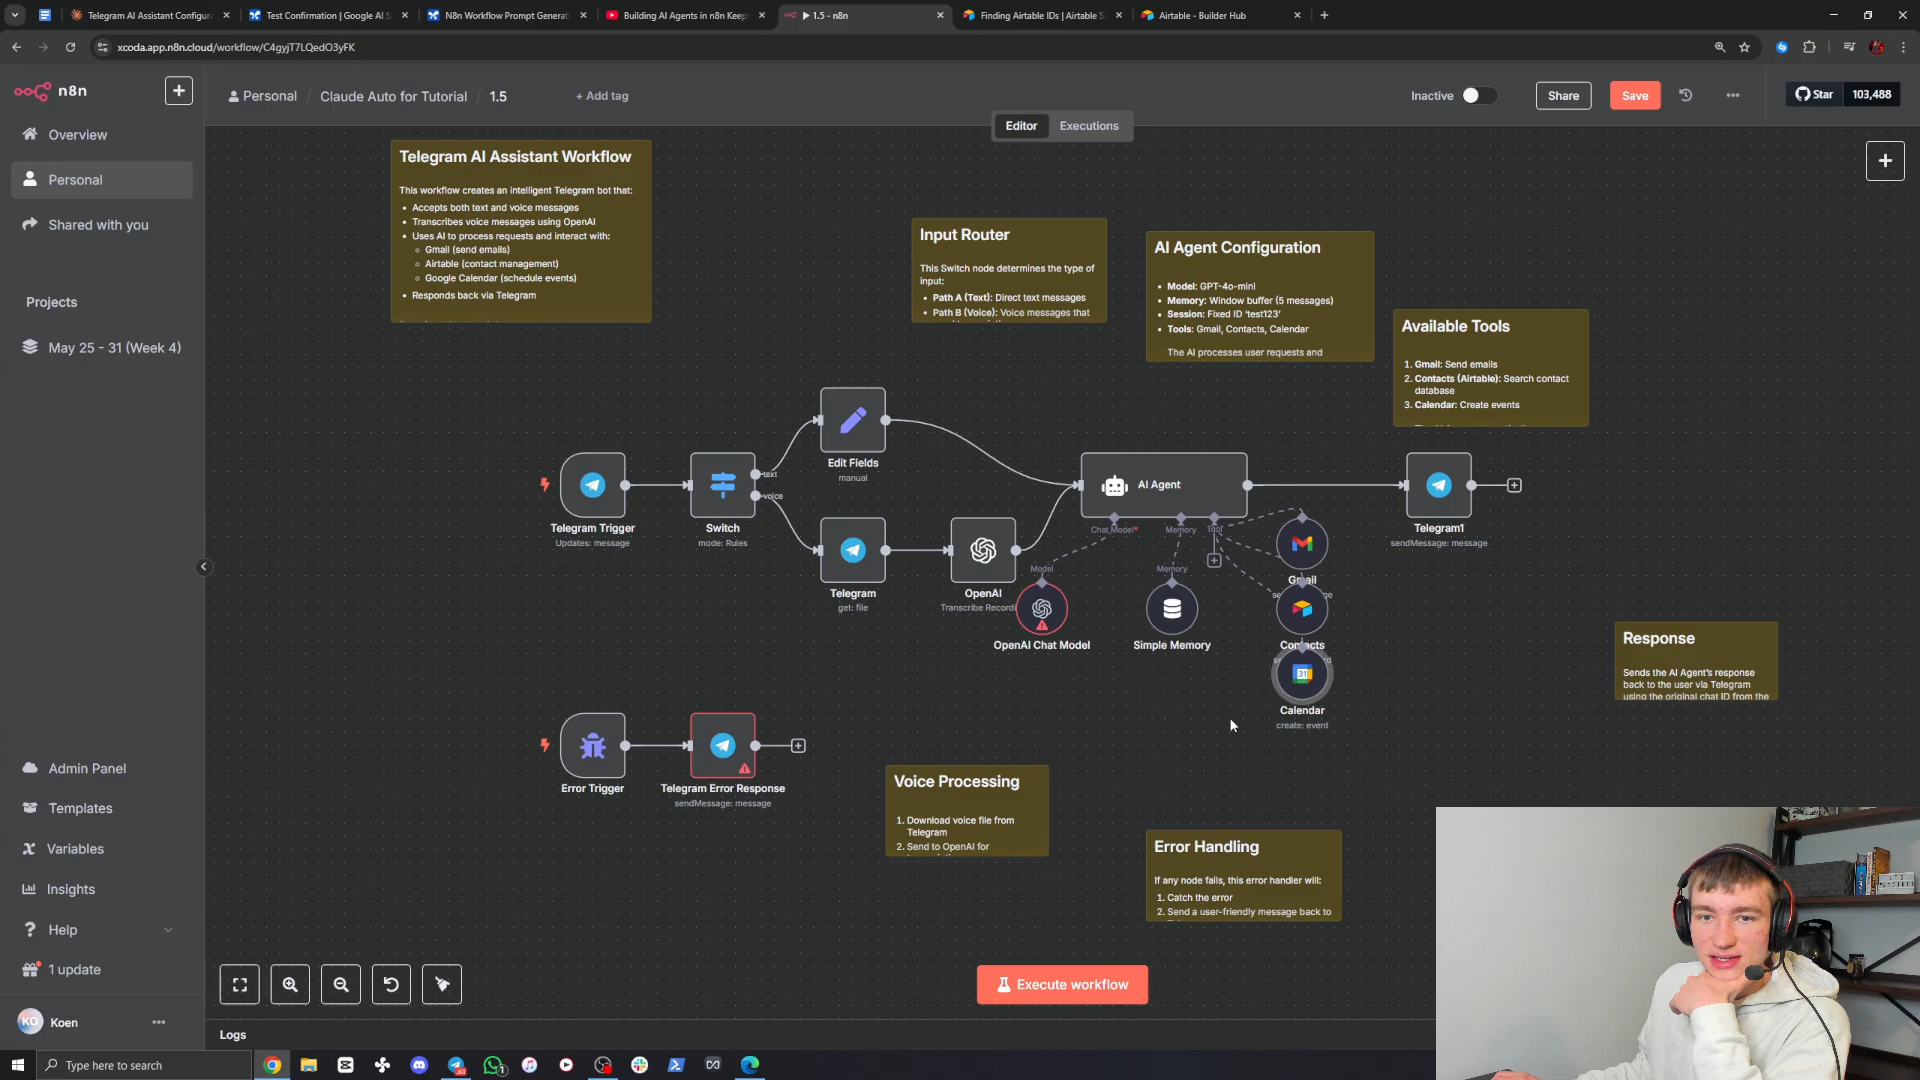 Telegram AI Assistant Configura
Test Confirmation | Google AI S
N8n Workflow Prompt Generat
Building AI Agents in n8n Keep
▶ 1.5 - n8n
Finding Airtable IDs | Airtable S
Airtable - Builder Hub
xcoda.app.n8n.cloud/workflow/C4gyjT7LQedO3yFK
n8n
Personal / Claude Auto for Tutorial / 1.5
+ Add tag
Inactive
Share
Save
Star
103,488
Editor
Executions
Overview
Personal
Shared with you
Projects
May 25 - 31 (Week 4)
Admin Panel
Templates
Variables
Insights
Help
1 update
KO
Koen
Telegram AI Assistant Workflow
This workflow creates an intelligent Telegram bot that:
• Accepts both text and voice messages
• Transcribes voice messages using OpenAI
• Uses AI to process requests and interact with:
Gmail (send emails)
Airtable (contact management)
Google Calendar (schedule events)
• Responds back via Telegram
Input Router
This Switch node determines the type of
input:
• Path A (Text): Direct text messages
• Path B (Voice): Voice messages that
AI Agent Configuration
• Model: GPT-4o-mini
• Memory: Window buffer (5 messages)
• Session: Fixed ID 'test123'
• Tools: Gmail, Contacts, Calendar
The AI processes user requests and
Available Tools
1. Gmail: Send emails
2. Contacts (Airtable): Search contact
database
3. Calendar: Create events
Telegram Trigger
Updates: message
Switch
mode: Rules
text
voice
Edit Fields
manual
Telegram
get: file
OpenAI
Transcribe Recordi
AI Agent
Chat Model*
Memory
Tool
Model
OpenAI Chat Model
Memory
Simple Memory
Gmail
Contacts
31
Calendar
create: event
Telegram1
sendMessage: message
Response
Sends the AI Agent's response
back to the user via Telegram
using the original chat ID from the
Error Trigger
Telegram Error Response
sendMessage: message
Voice Processing
1. Download voice file from
Telegram
2. Send to OpenAI for
Error Handling
If any node fails, this error handler will:
1. Catch the error
2. Send a user-friendly message back to
Execute workflow
Logs
Type here to search